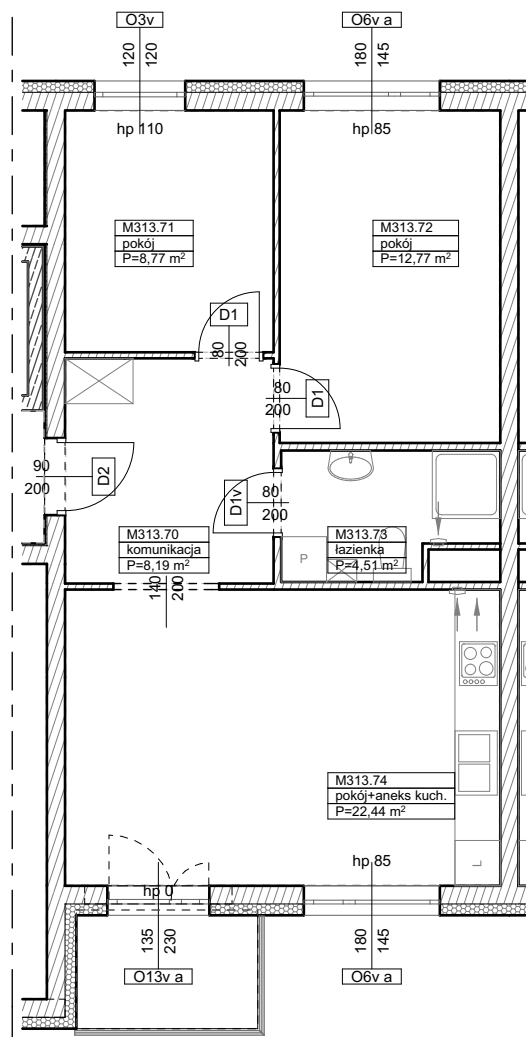 O3v
O6v a
120
120
180
145
hp 110
hp 85
M313.71
pokój
P=8,77 m²
M313.72
pokój
P=12,77 m²
D1
80
200
80
200
D1
90
200
D2
D1v
80
200
M313.70
komunikacja
P=8,19 m²
M313.73
łazienka
P=4,51 m²
P
140
200
M313.74
pokój+aneks kuch.
P=22,44 m²
L
hp 0
hp 85
135
230
180
145
O13v a
O6v a